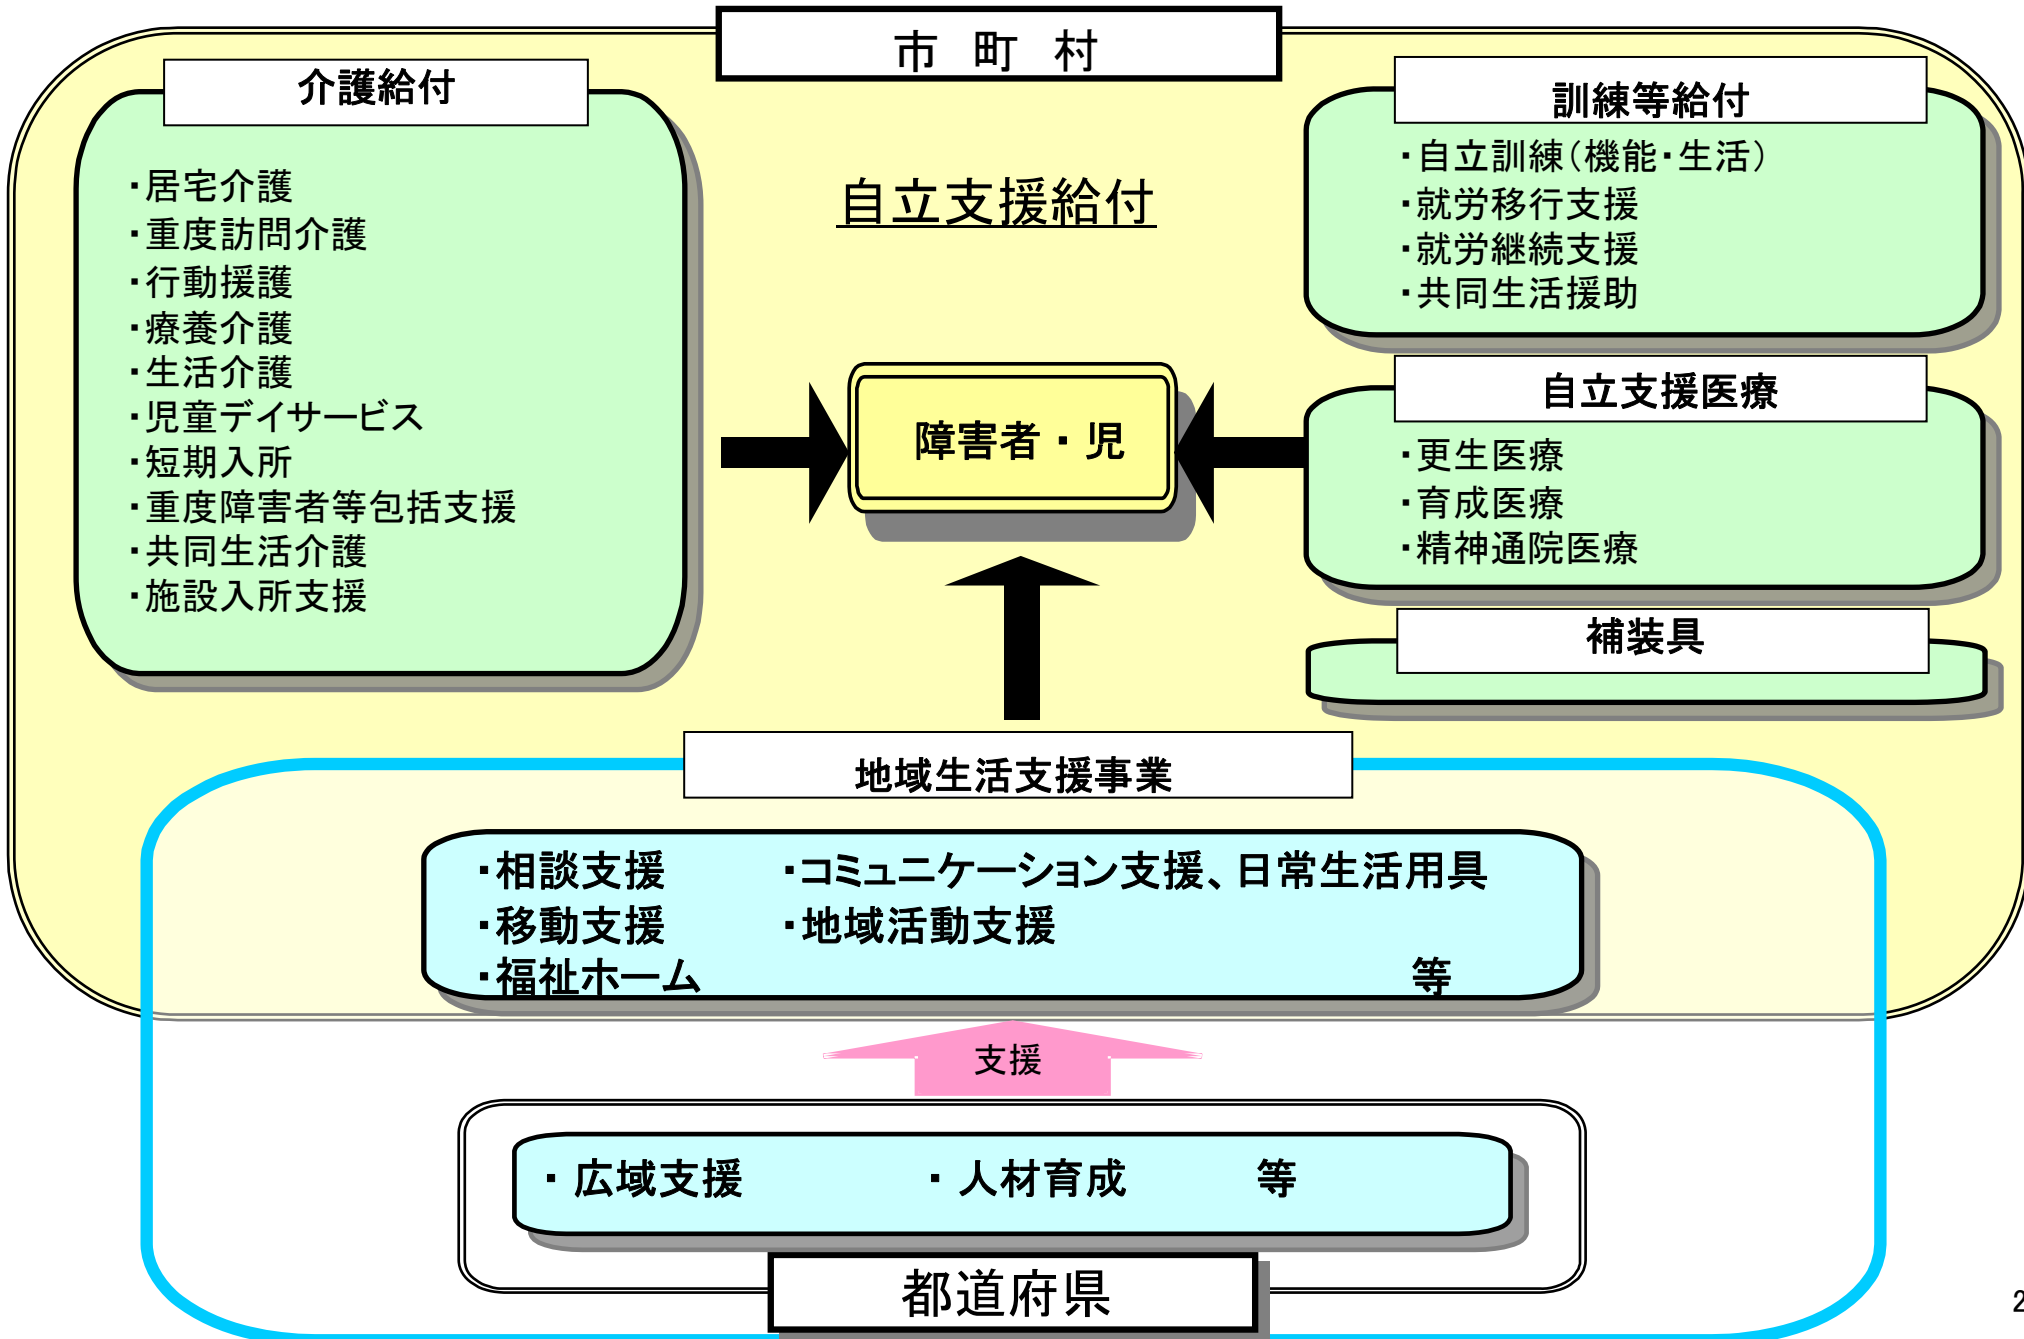 市　町　村
介護給付
・居宅介護
・重度訪問介護
・行動援護
・療養介護
・生活介護
・児童デイサービス
・短期入所
・重度障害者等包括支援
・共同生活介護
・施設入所支援
自立支援給付
障害者・児
訓練等給付
・自立訓練（機能・生活）
・就労移行支援
・就労継続支援
・共同生活援助
自立支援医療
・更生医療
・育成医療
・精神通院医療
補装具
地域生活支援事業
・相談支援　　・コミュニケーション支援、日常生活用具
・移動支援　　・地域活動支援
・福祉ホーム　　　　　　　　等
支援
・広域支援　　　・人材育成　　　等
都道府県
2